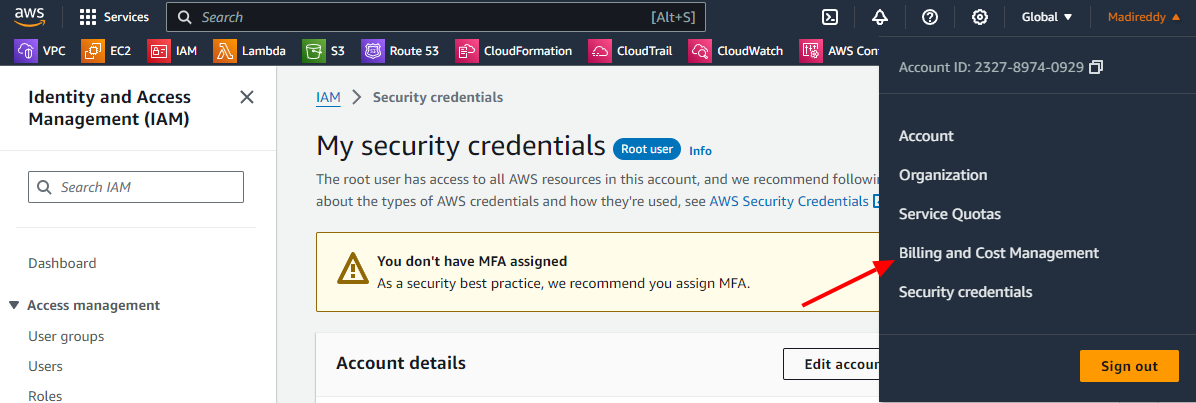 aws Services Search [Alt+S] Global Madireddy
VPC EC2 IAM Lambda S3 Route 53 CloudFormation CloudTrail CloudWatch AWS Con
Account ID: 2327-8974-0929
Account
Organization
Service Quotas
Billing and Cost Management
Security credentials
Sign out
Identity and Access
Management (IAM)
Search IAM
Dashboard
Access management
User groups
Users
Roles
IAM > Security credentials
My security credentials Root user Info
The root user has access to all AWS resources in this account, and we recommend followin
about the types of AWS credentials and how they're used, see AWS Security Credentials
You don't have MFA assigned
As a security best practice, we recommend you assign MFA.
Account details Edit accoun